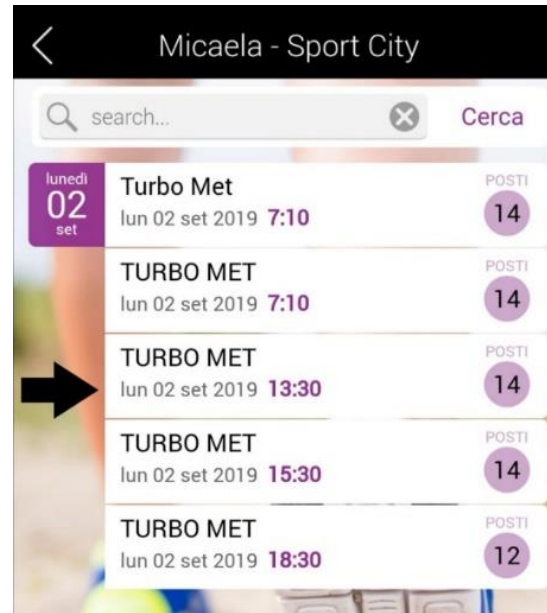 Micaela - Sport City
search...
Cerca
lunedì
02
set
Turbo Met
lun 02 set 2019 7:10
POSTI
14
TURBO MET
lun 02 set 2019 7:10
POSTI
14
TURBO MET
lun 02 set 2019 13:30
POSTI
14
TURBO MET
lun 02 set 2019 15:30
POSTI
14
TURBO MET
lun 02 set 2019 18:30
POSTI
12